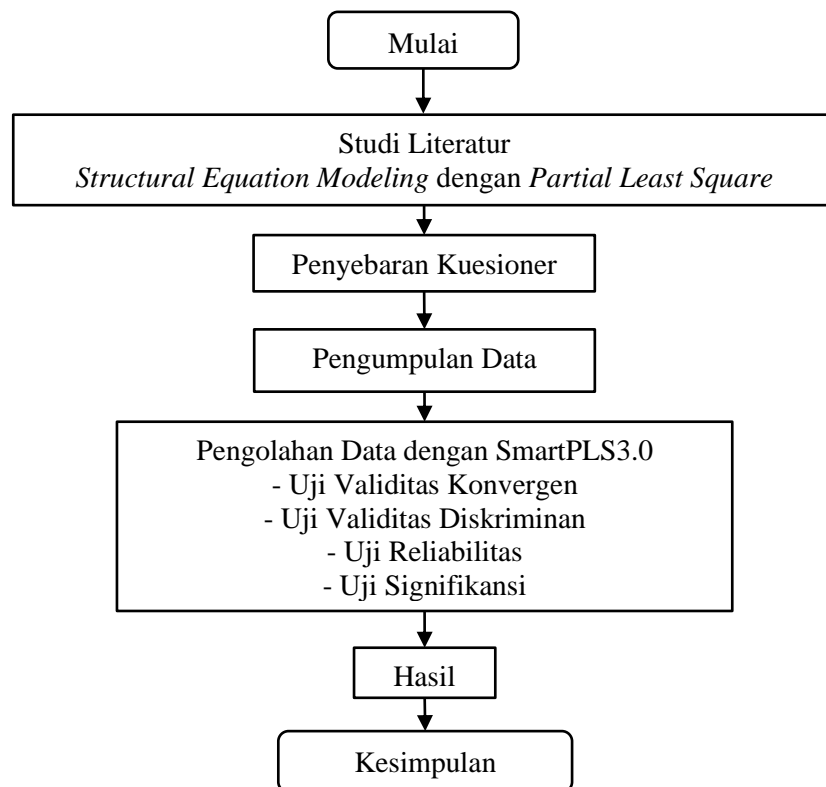 Mulai
Studi Literatur
Structural Equation Modeling dengan Partial Least Square
Penyebaran Kuesioner
Pengumpulan Data
Pengolahan Data dengan SmartPLS3.0
- Uji Validitas Konvergen
- Uji Validitas Diskriminan
- Uji Reliabilitas
- Uji Signifikansi
Hasil
Kesimpulan